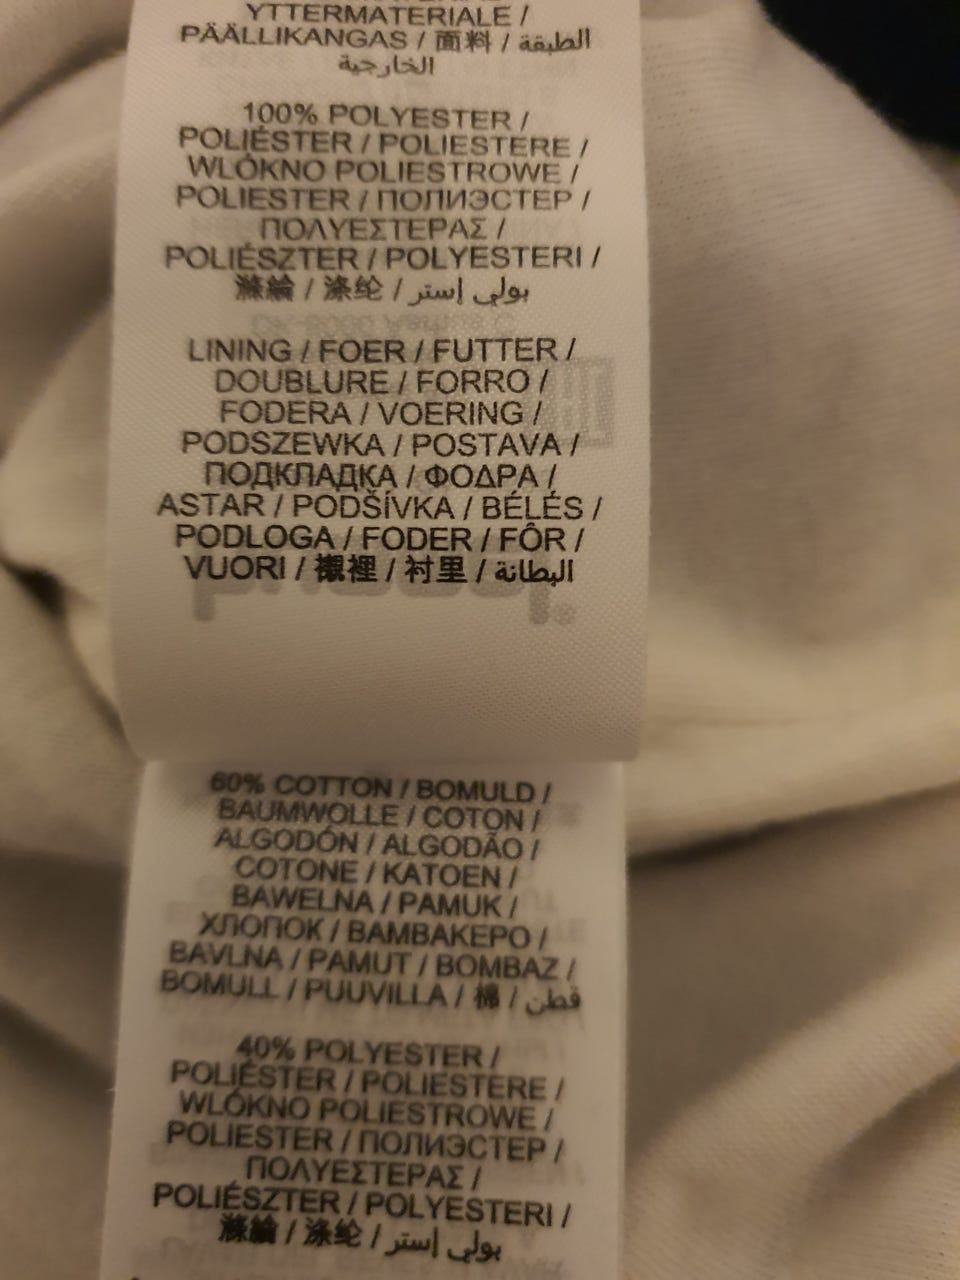 YTTERMATERIALE /
PÄÄLLIKANGAS / 面料 / الطبقة
الخارجية
100% POLYESTER /
POLIÉSTER / POLIESTERE /
WLÓKNO POLIESTROWE /
POLIESTER / ПОЛИЭСТЕР /
ΠΟΛΥΕΣΤΕΡΑΣ /
POLIÉSZTER / POLYESTERI /
滌綸 / 涤纶 / بولي إستر
LINING / FOER / FUTTER /
DOUBLURE / FORRO /
FODERA / VOERING /
PODSZEWKA / POSTAVA /
ПОДКЛАДКА / ΦΟΔΡΑ /
ASTAR / PODŠÍVKA / BÉLÉS /
PODLOGA / FODER / FÔR /
VUORI / 襯裡 / 衬里 / البطانة
60% COTTON / BOMULD /
BAUMWOLLE / COTON /
ALGODÓN / ALGODÃO /
COTONE / KATOEN /
BAWELNA / PAMUK /
ХЛОПОК / ΒΑΜΒΑΚΕΡΟ /
BAVLNA / PAMUT / BOMBAZ /
BOMULL / PUUVILLA / 棉 / قطن
40% POLYESTER /
POLIÉSTER / POLIESTERE /
WLÓKNO POLIESTROWE /
POLIESTER / ПОЛИЭСТЕР /
ΠΟΛΥΕΣΤΕΡΑΣ /
POLIÉSZTER / POLYESTERI /
滌綸 / 涤纶 / بولي إستر